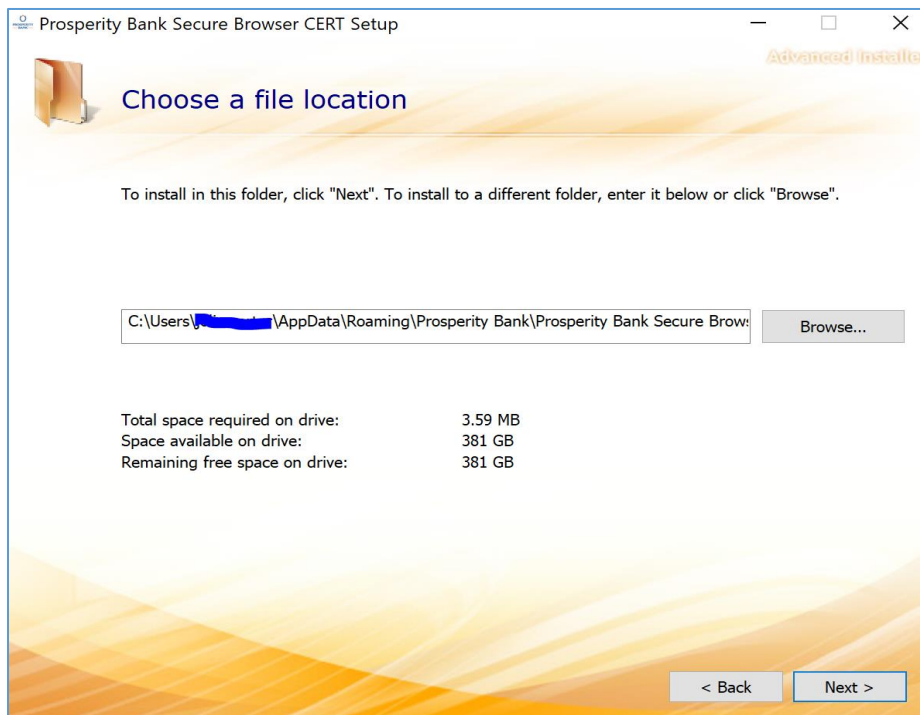 Prosperity Bank Secure Browser CERT Setup
Advanced Installe
Choose a file location
To install in this folder, click "Next". To install to a different folder, enter it below or click "Browse".
C:\Users\ \AppData\Roaming\Prosperity Bank\Prosperity Bank Secure Brow
Browse...
Total space required on drive: 3.59 MB
Space available on drive: 381 GB
Remaining free space on drive: 381 GB
< Back Next >